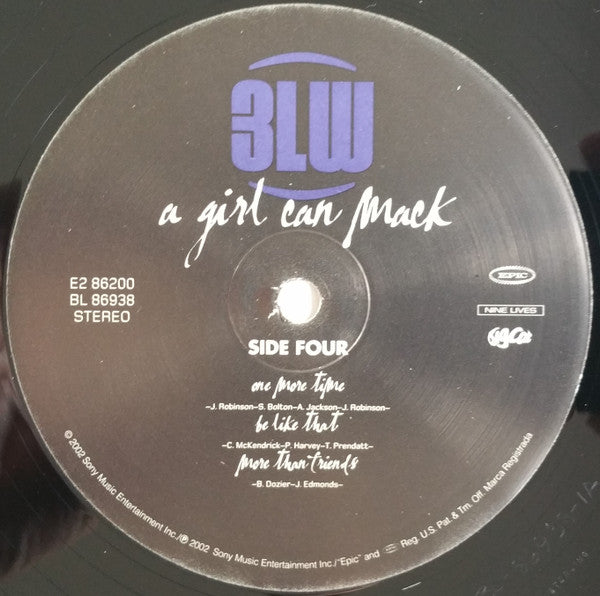 3LW
a girl can mack
E2 86200
BL 86938
STEREO
EPIC
NINE LIVES
SIDE FOUR
one more time
–J. Robinson–S. Bolton–A. Jackson–J. Robinson–
be like that
–C. McKendrick–P. Harvey–T. Prendatt–
more than friends
–B. Dozier–J. Edmonds–
© 2002 Sony Music Entertainment Inc./℗ 2002 Sony Music Entertainment Inc./"Epic" and Reg. U.S. Pat. & Tm. Off. Marca Registrada